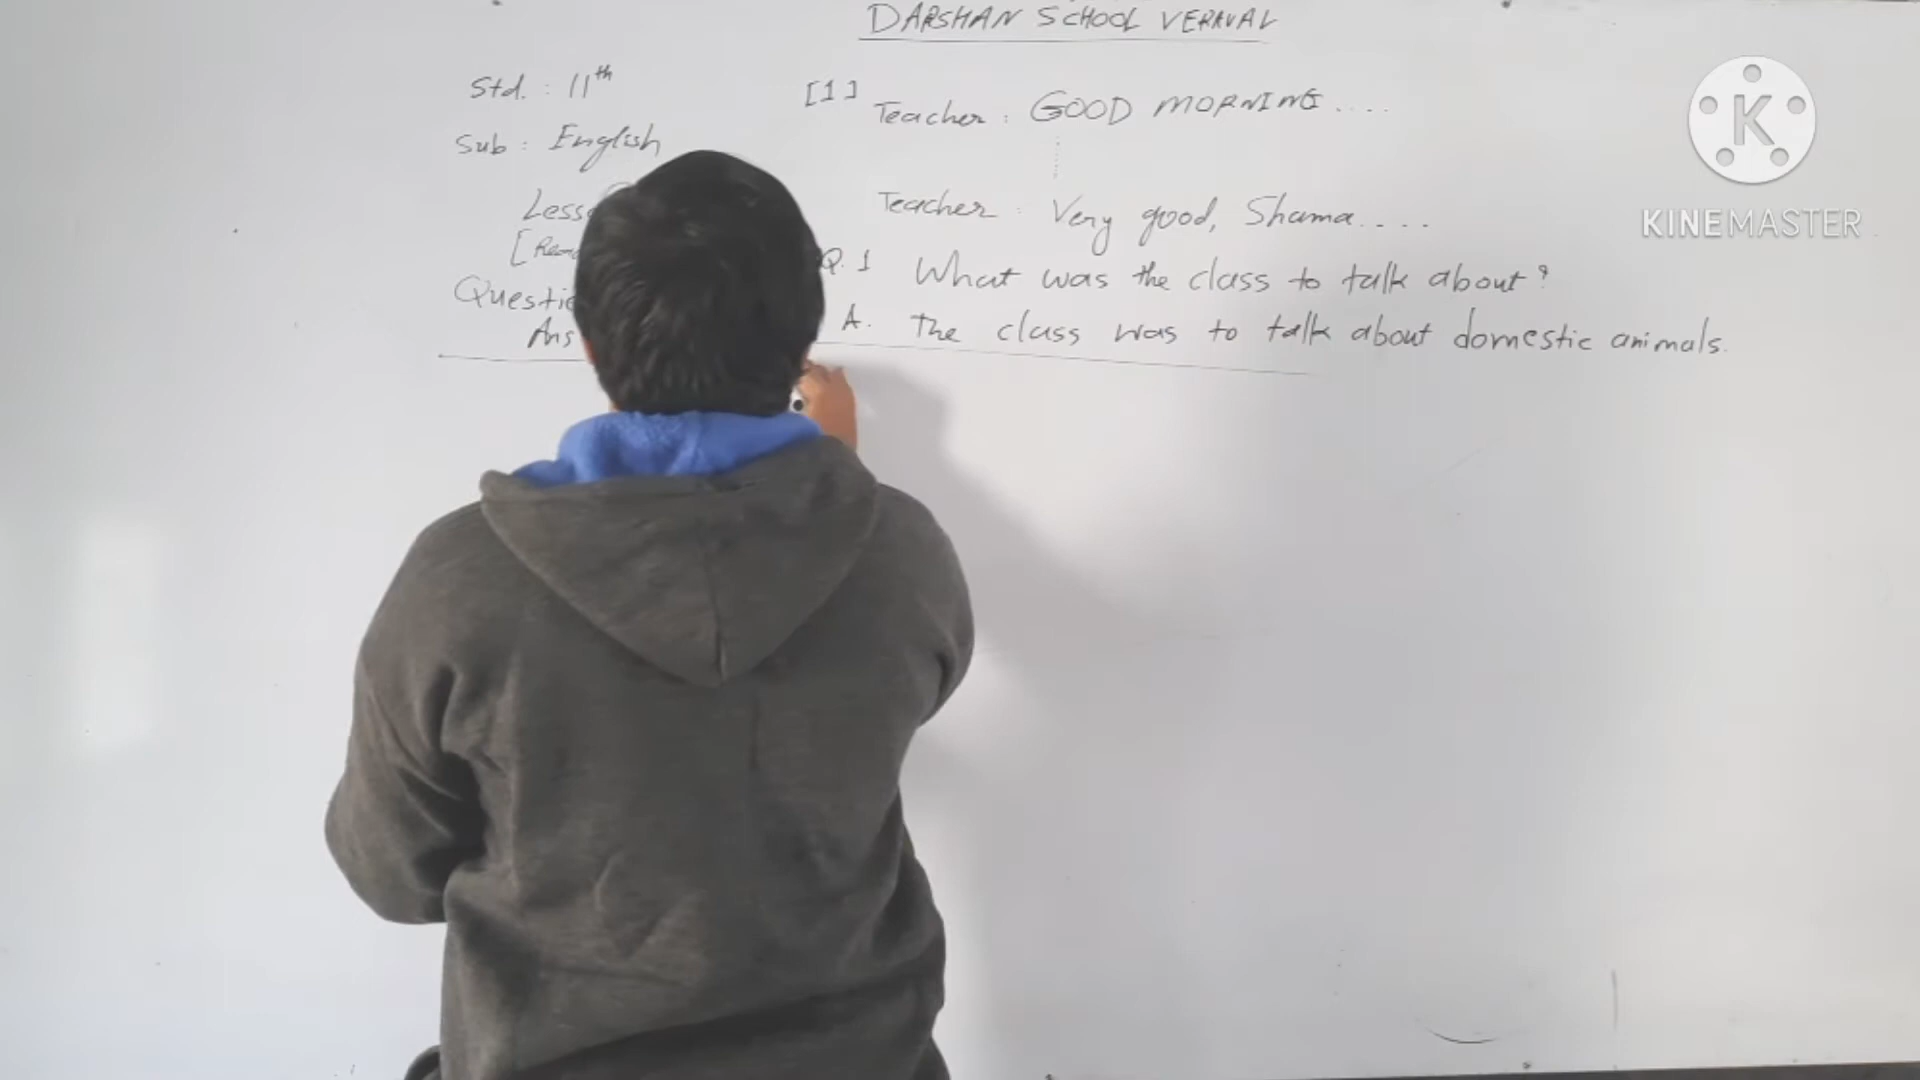 DARSHAN SCHOOL VERAVAL
Std. : 11th
Sub : English
[1]
Teacher : GOOD MORNING ....
Teacher : Very good, Shama....
Q. 1 What was the class to talk about?
A. The class was to talk about domestic animals.
Ans
K
KINEMASTER